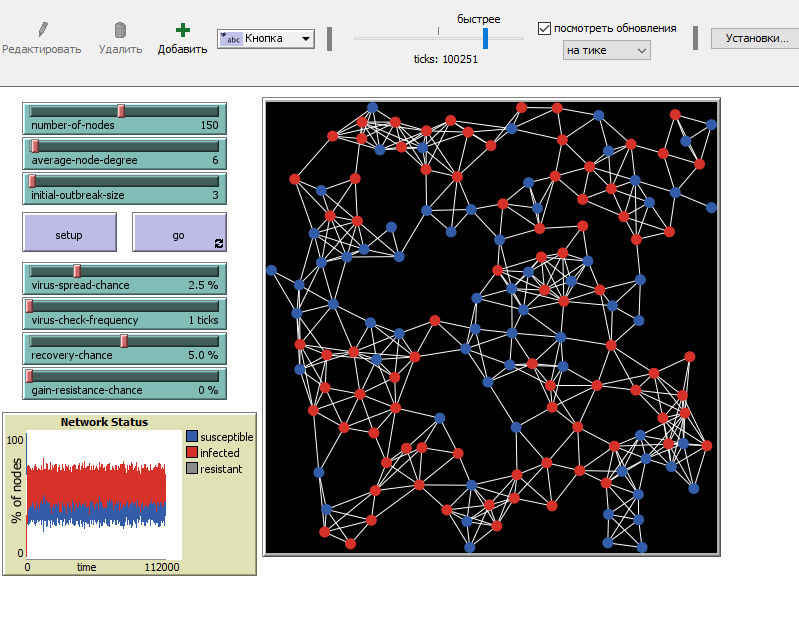 Редактировать
Удалить
Добавить
abc Кнопка
быстрее
ticks: 100251
посмотреть обновления
на тике
Установки...
number-of-nodes 150
average-node-degree 6
initial-outbreak-size 3
setup
go
virus-spread-chance 2.5 %
virus-check-frequency 1 ticks
recovery-chance 5.0 %
gain-resistance-chance 0 %
Network Status
100
% of nodes
0
0
time
112000
susceptible
infected
resistant